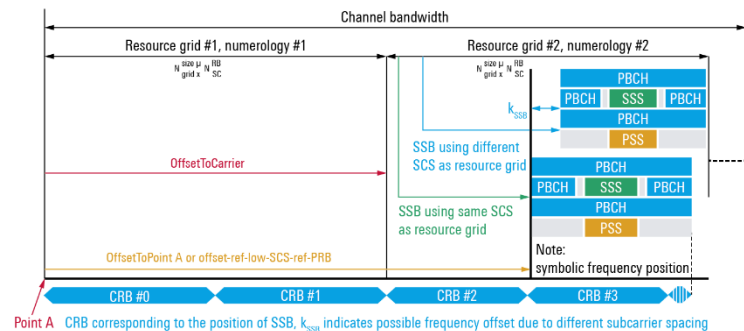 Channel bandwidth
Resource grid #1, numerology #1
Resource grid #2, numerology #2
N size μ grid x N RB SC
N size μ grid x N RB SC
PBCH
PBCH SSS PBCH
PBCH
PSS
kSSB
SSB using different
SCS as resource grid
OffsetToCarrier
PBCH
PBCH SSS PBCH
PBCH
PSS
SSB using same SCS
as resource grid
Note:
symbolic frequency position
OffsetToPoint A or offset-ref-low-SCS-ref-PRB
CRB #0 CRB #1 CRB #2 CRB #3
Point A
CRB corresponding to the position of SSB, kSSB indicates possible frequency offset due to different subcarrier spacing